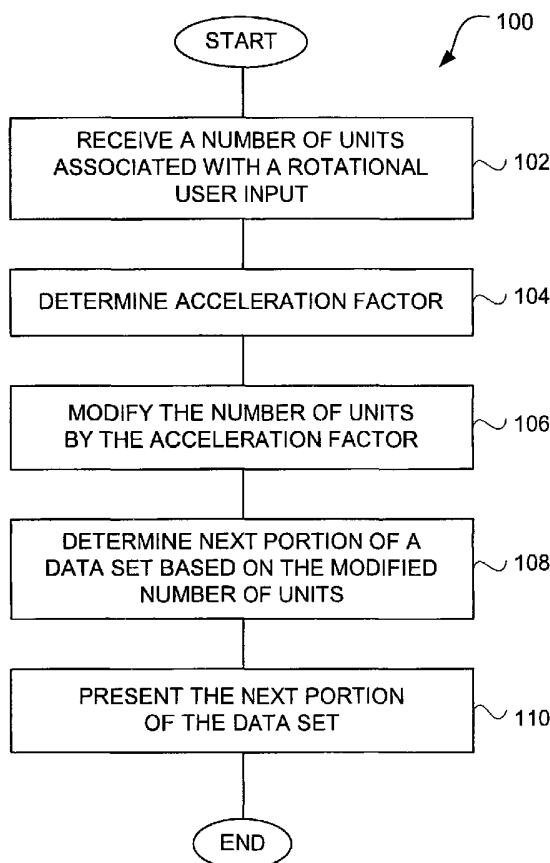 START
100
RECEIVE A NUMBER OF UNITS
ASSOCIATED WITH A ROTATIONAL
USER INPUT
102
DETERMINE ACCELERATION FACTOR
104
MODIFY THE NUMBER OF UNITS
BY THE ACCELERATION FACTOR
106
DETERMINE NEXT PORTION OF A
DATA SET BASED ON THE MODIFIED
NUMBER OF UNITS
108
PRESENT THE NEXT PORTION
OF THE DATA SET
110
END